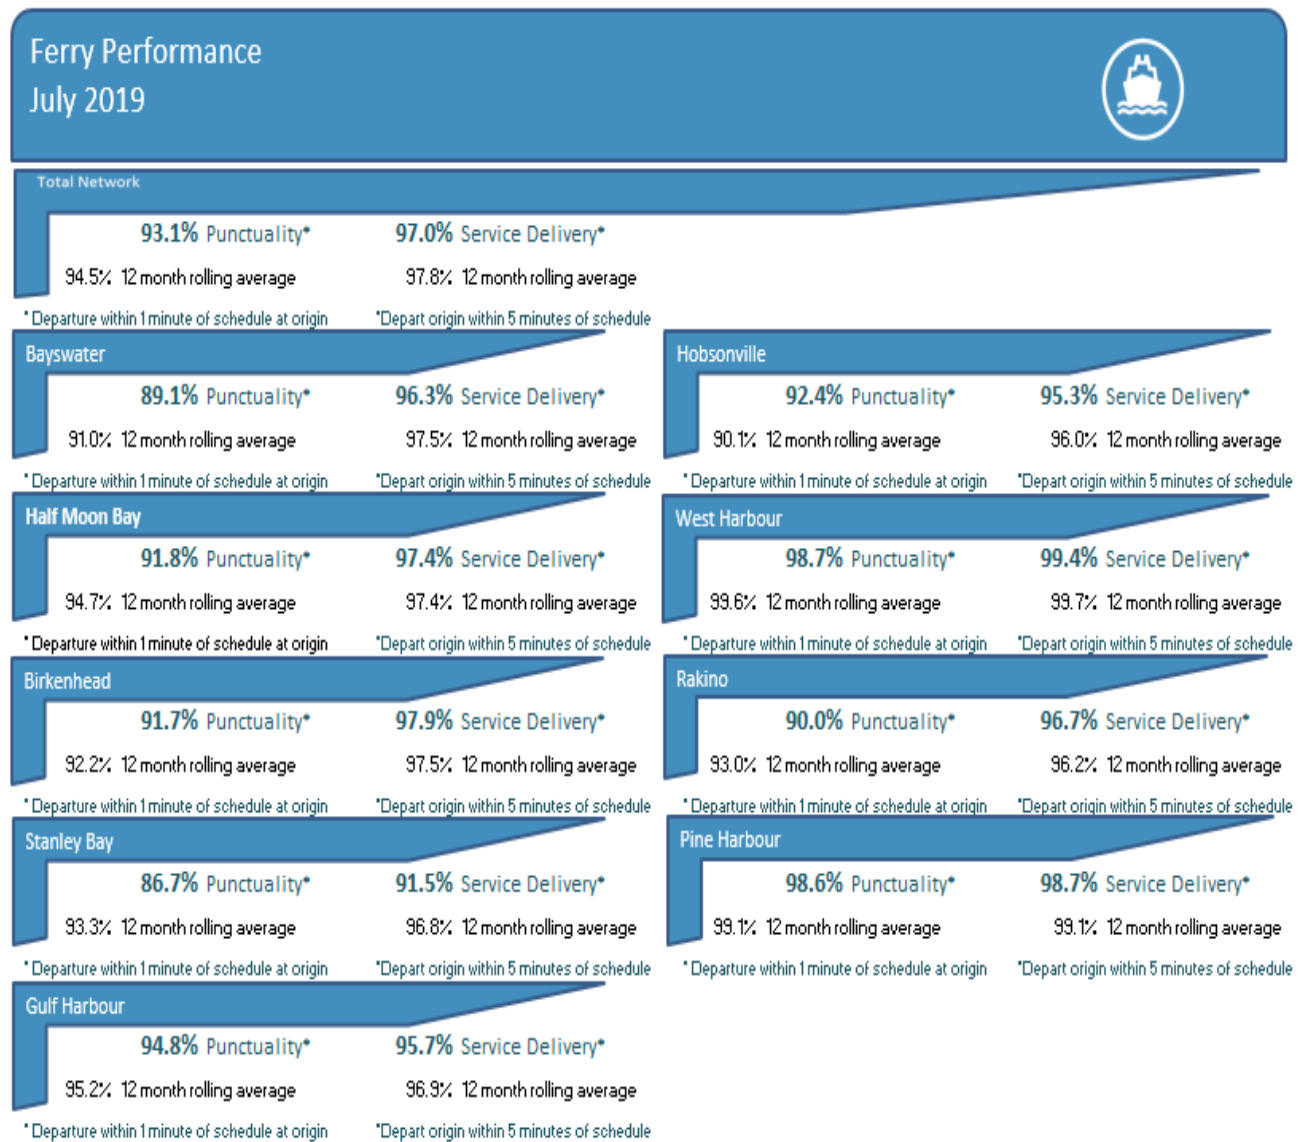 Ferry Performance
July 2019
Total Network
93.1% Punctuality* 97.0% Service Delivery*
94.5% 12 month rolling average 97.8% 12 month rolling average
* Departure within 1 minute of schedule at origin *Depart origin within 5 minutes of schedule
Bayswater
89.1% Punctuality* 96.3% Service Delivery*
91.0% 12 month rolling average 97.5% 12 month rolling average
* Departure within 1 minute of schedule at origin *Depart origin within 5 minutes of schedule
Hobsonville
92.4% Punctuality* 95.3% Service Delivery*
90.1% 12 month rolling average 96.0% 12 month rolling average
* Departure within 1 minute of schedule at origin *Depart origin within 5 minutes of schedule
Half Moon Bay
91.8% Punctuality* 97.4% Service Delivery*
94.7% 12 month rolling average 97.4% 12 month rolling average
* Departure within 1 minute of schedule at origin *Depart origin within 5 minutes of schedule
West Harbour
98.7% Punctuality* 99.4% Service Delivery*
99.6% 12 month rolling average 99.7% 12 month rolling average
* Departure within 1 minute of schedule at origin *Depart origin within 5 minutes of schedule
Birkenhead
91.7% Punctuality* 97.9% Service Delivery*
92.2% 12 month rolling average 97.5% 12 month rolling average
* Departure within 1 minute of schedule at origin *Depart origin within 5 minutes of schedule
Rakino
90.0% Punctuality* 96.7% Service Delivery*
93.0% 12 month rolling average 96.2% 12 month rolling average
* Departure within 1 minute of schedule at origin *Depart origin within 5 minutes of schedule
Stanley Bay
86.7% Punctuality* 91.5% Service Delivery*
93.3% 12 month rolling average 96.8% 12 month rolling average
* Departure within 1 minute of schedule at origin *Depart origin within 5 minutes of schedule
Pine Harbour
98.6% Punctuality* 98.7% Service Delivery*
99.1% 12 month rolling average 99.1% 12 month rolling average
* Departure within 1 minute of schedule at origin *Depart origin within 5 minutes of schedule
Gulf Harbour
94.8% Punctuality* 95.7% Service Delivery*
95.2% 12 month rolling average 96.9% 12 month rolling average
* Departure within 1 minute of schedule at origin *Depart origin within 5 minutes of schedule